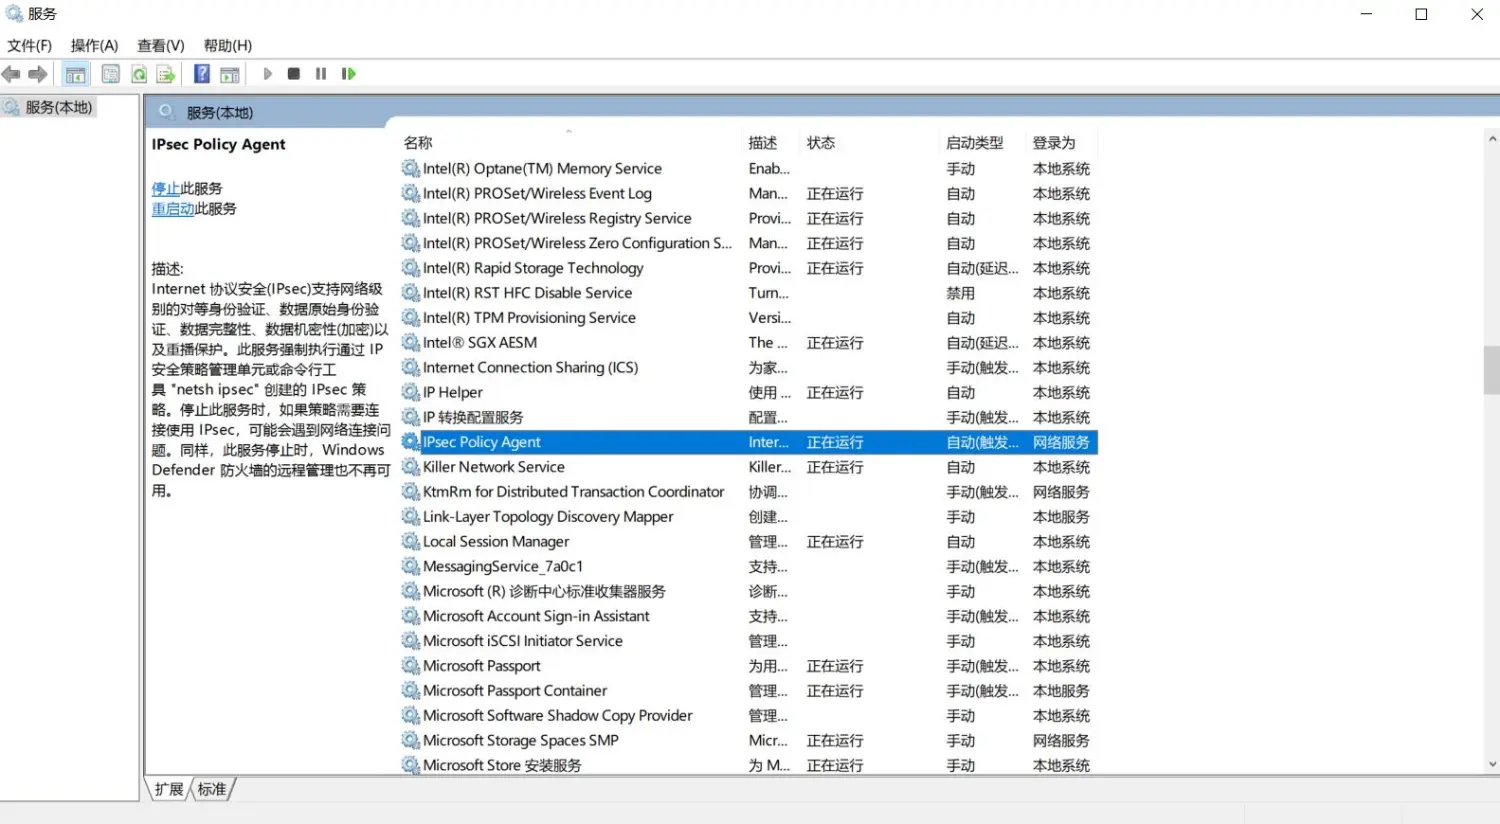 服务
文件(F) 操作(A) 查看(V) 帮助(H)
服务(本地)
服务(本地)
IPsec Policy Agent
停止此服务
重启动此服务
描述:
Internet 协议安全(IPsec)支持网络级
别的对等身份验证、数据原始身份验
证、数据完整性、数据机密性(加密)以
及重播保护。此服务强制执行通过 IP
安全策略管理单元或命令行工
具 "netsh ipsec" 创建的 IPsec 策
略。停止此服务时，如果策略需要连
接使用 IPsec，可能会遇到网络连接问
题。同样，此服务停止时，Windows
Defender 防火墙的远程管理也不再可
用。
名称 描述 状态 启动类型 登录为
Intel(R) Optane(TM) Memory Service Enab... 手动 本地系统
Intel(R) PROSet/Wireless Event Log Man... 正在运行 自动 本地系统
Intel(R) PROSet/Wireless Registry Service Provi... 正在运行 自动 本地系统
Intel(R) PROSet/Wireless Zero Configuration S... Man... 正在运行 自动 本地系统
Intel(R) Rapid Storage Technology Provi... 正在运行 自动(延迟... 本地系统
Intel(R) RST HFC Disable Service Turn... 禁用 本地系统
Intel(R) TPM Provisioning Service Versi... 自动 本地系统
Intel® SGX AESM The ... 正在运行 自动(延迟... 本地系统
Internet Connection Sharing (ICS) 为家... 手动(触发... 本地系统
IP Helper 使用 ... 正在运行 自动 本地系统
IP 转换配置服务 配置... 手动(触发... 本地系统
IPsec Policy Agent Inter... 正在运行 自动(触发... 网络服务
Killer Network Service Killer... 正在运行 自动 本地系统
KtmRm for Distributed Transaction Coordinator 协调... 手动(触发... 网络服务
Link-Layer Topology Discovery Mapper 创建... 手动 本地服务
Local Session Manager 管理... 正在运行 自动 本地系统
MessagingService_7a0c1 支持... 手动(触发... 本地系统
Microsoft (R) 诊断中心标准收集器服务 诊断... 手动 本地系统
Microsoft Account Sign-in Assistant 支持... 手动(触发... 本地系统
Microsoft iSCSI Initiator Service 管理... 手动 本地系统
Microsoft Passport 为用... 正在运行 手动(触发... 本地系统
Microsoft Passport Container 管理... 正在运行 手动(触发... 本地服务
Microsoft Software Shadow Copy Provider 管理... 手动 本地系统
Microsoft Storage Spaces SMP Micr... 正在运行 手动 网络服务
Microsoft Store 安装服务 为 M... 正在运行 手动 本地系统
扩展 标准